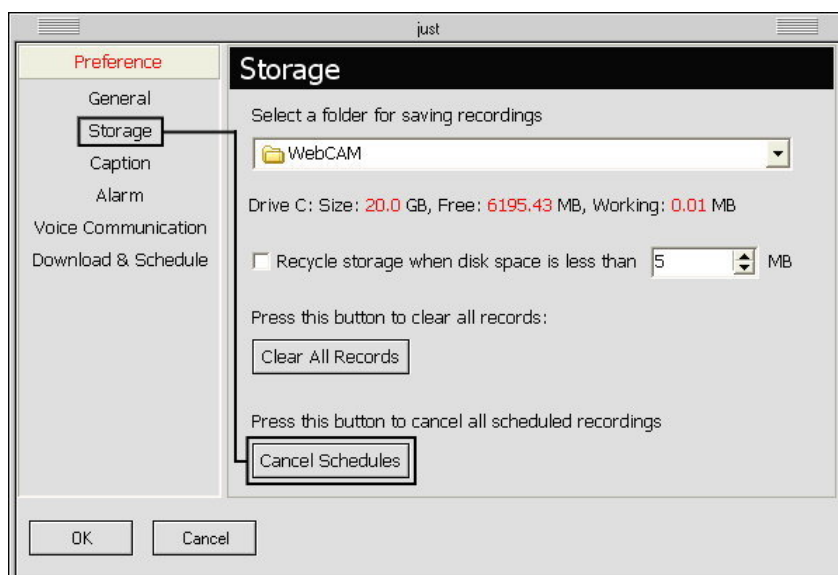 just
Preference
General
Storage
Caption
Alarm
Voice Communication
Download & Schedule
Storage
Select a folder for saving recordings
WebCAM
Drive C: Size: 20.0 GB, Free: 6195.43 MB, Working: 0.01 MB
Recycle storage when disk space is less than 5 MB
Press this button to clear all records:
Clear All Records
Press this button to cancel all scheduled recordings
Cancel Schedules
OK Cancel